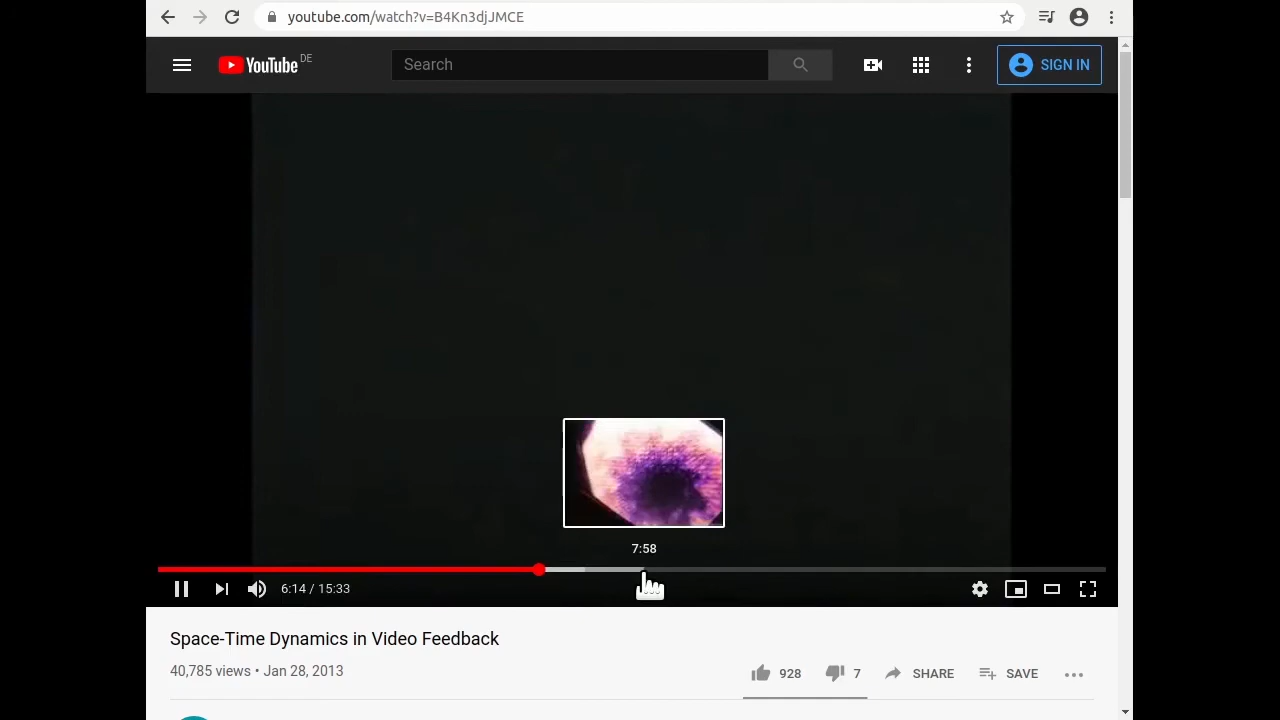 youtube.com/watch?v=B4Kn3djJMCE
YouTube DE
Search
SIGN IN
7:58
6:14 / 15:33
Space-Time Dynamics in Video Feedback
40,785 views • Jan 28, 2013
928
7
SHARE
SAVE